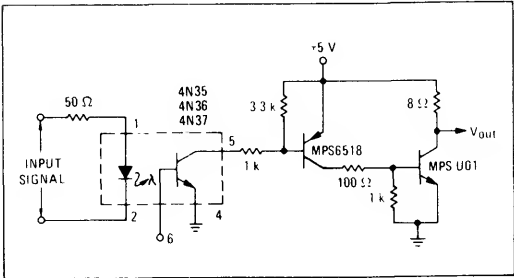 +5 V
4N35
4N36
4N37
50 Ω
3.3 k
8 Ω
1
5
1 k
MPS6518
Vout
INPUT
SIGNAL
100 Ω
MPS U01
1 k
2
4
6